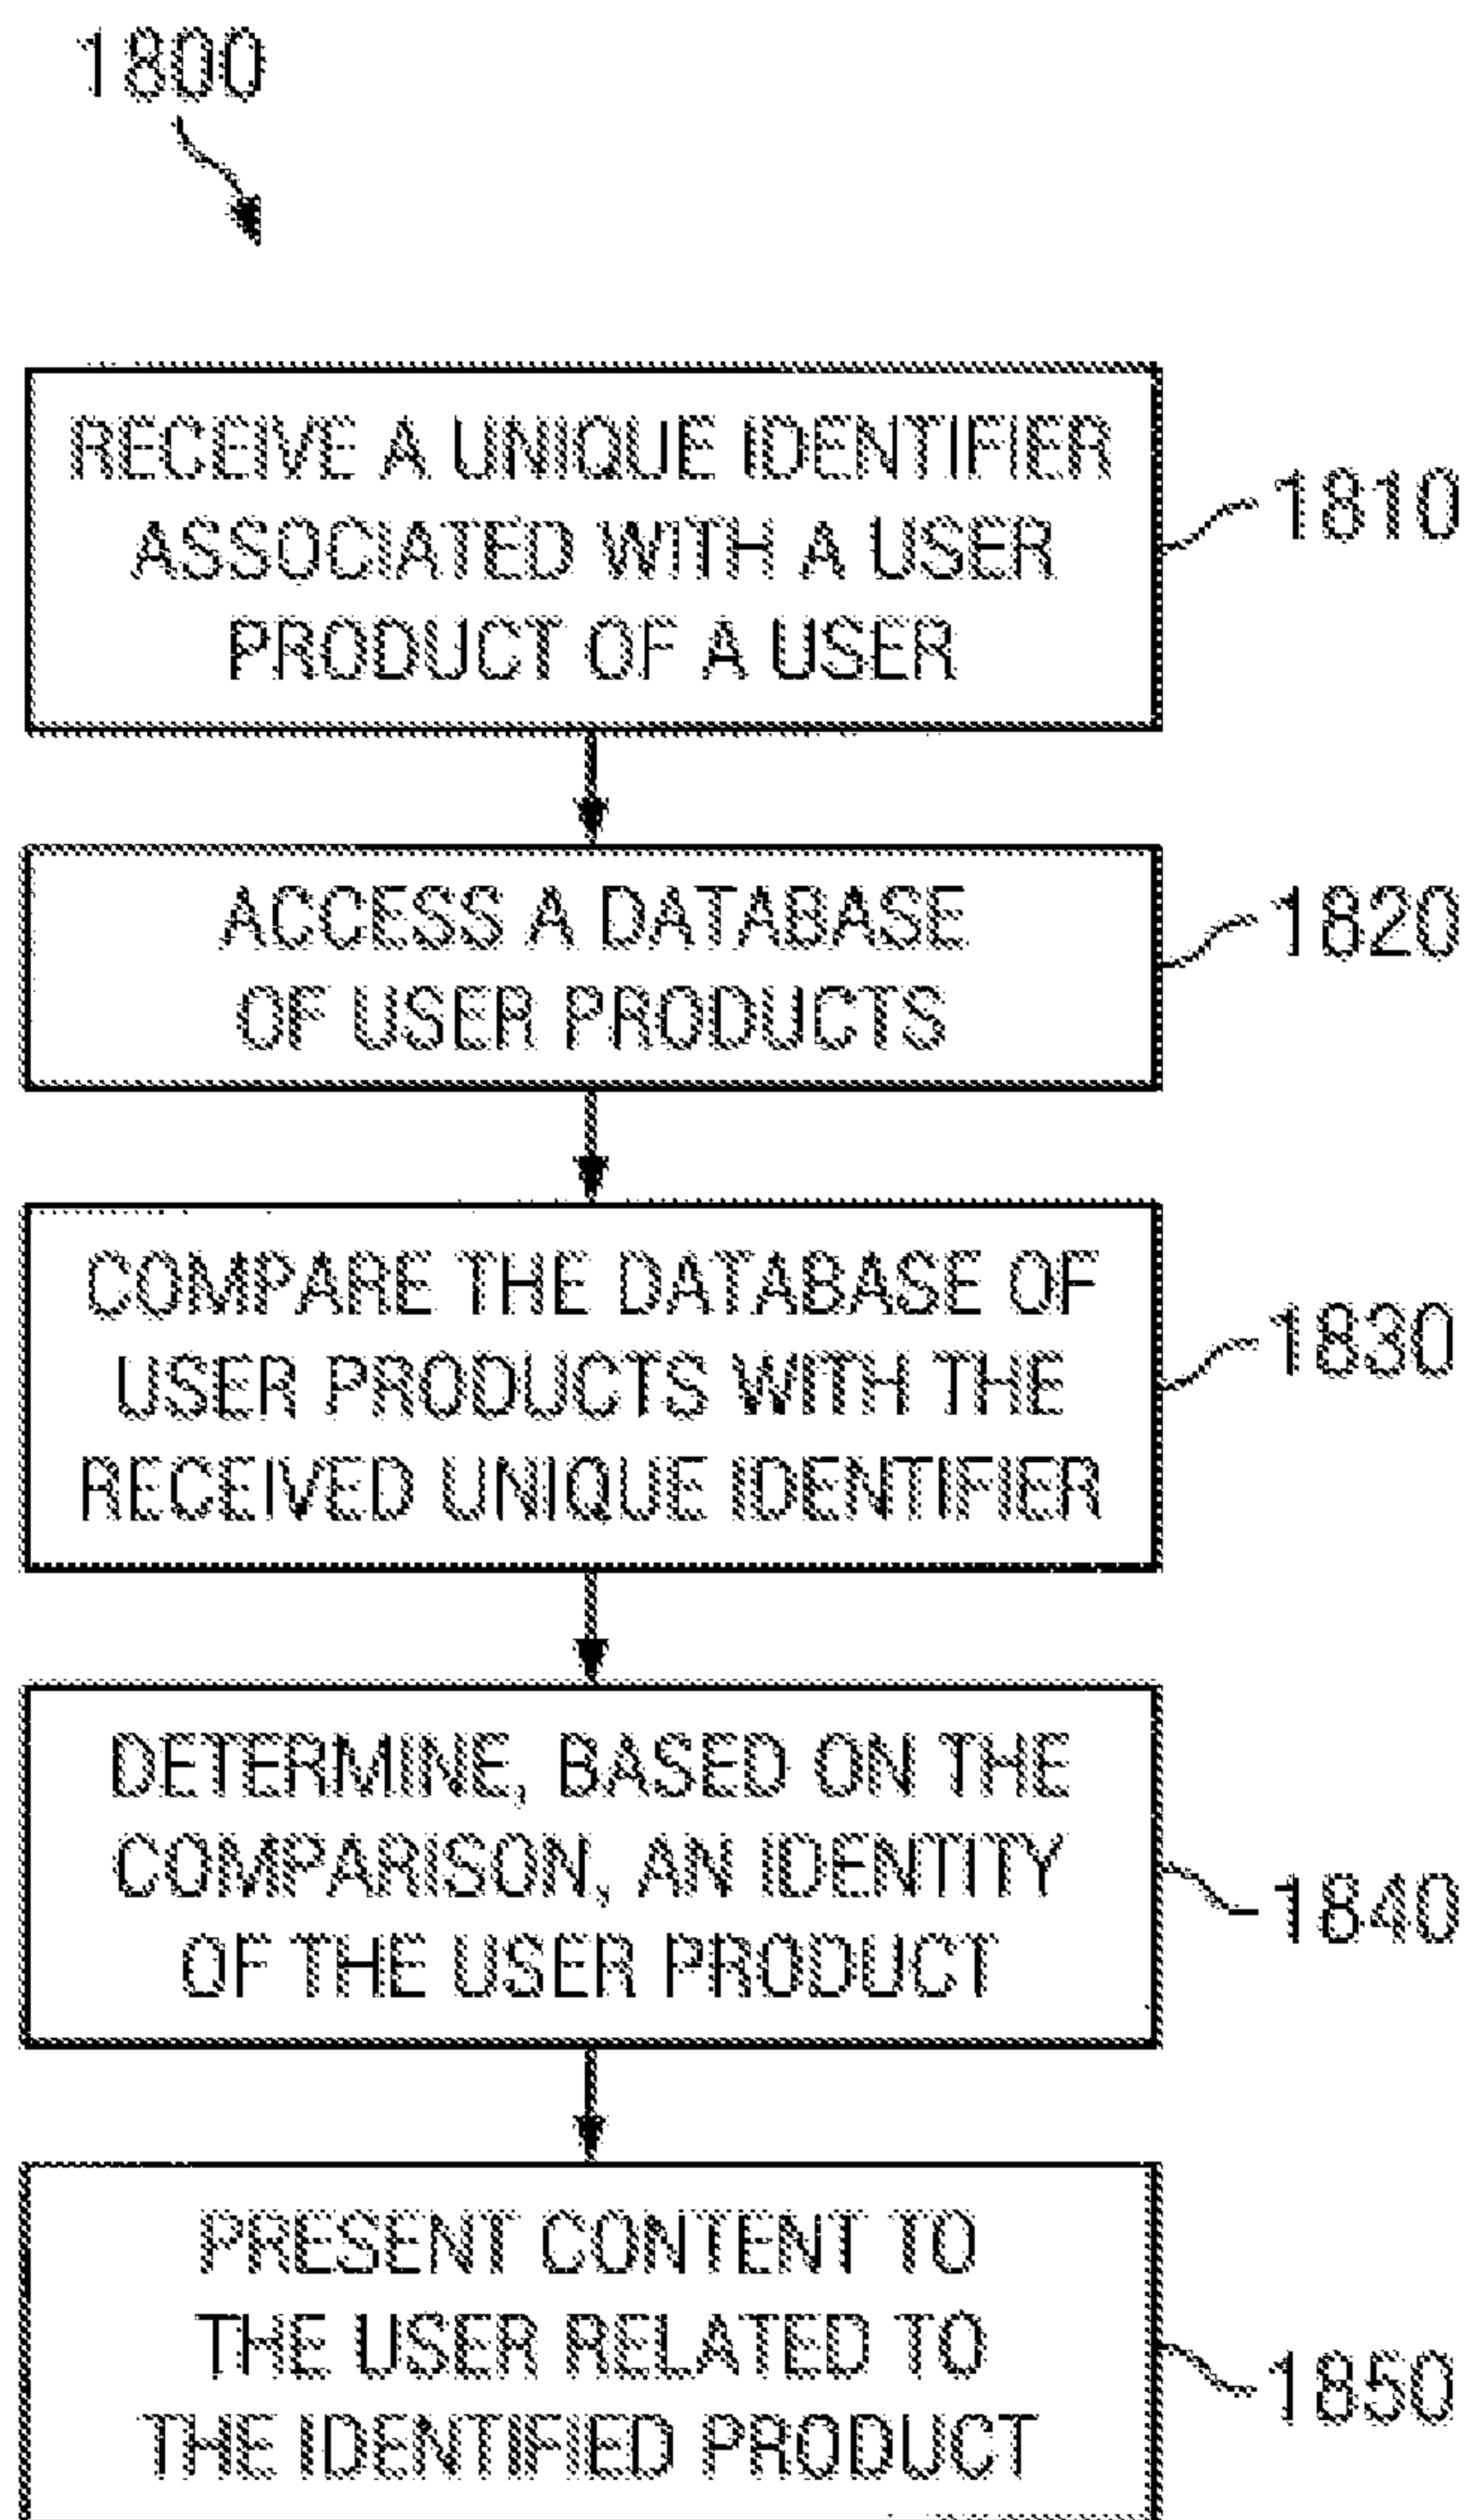 1800
RECEIVE A UNIQUE IDENTIFIER
ASSOCIATED WITH A USER
PRODUCT OF A USER
1810
ACCESS A DATABASE
OF USER PRODUCTS
1820
COMPARE THE DATABASE OF
USER PRODUCTS WITH THE
RECEIVED UNIQUE IDENTIFIER
1830
DETERMINE, BASED ON THE
COMPARISON, AN IDENTITY
OF THE USER PRODUCT
1840
PRESENT CONTENT TO
THE USER RELATED TO
THE IDENTIFIED PRODUCT
1850